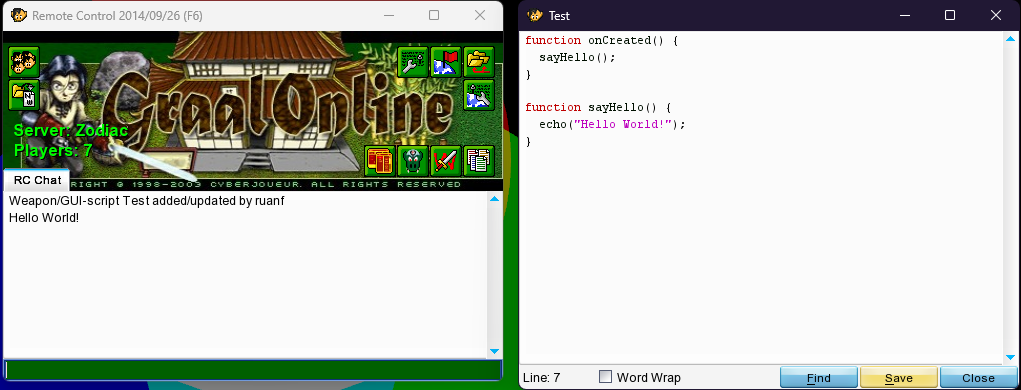 Remote Control 2014/09/26 (F6)
GraalOnline
Server: Zodiac
Players: 7
RC Chat
RIGHT © 1998-2003 CYBERJOUEUR. ALL RIGHTS RESERVED
Weapon/GUI-script Test added/updated by ruanf
Hello World!
Test
function onCreated() {
  sayHello();
}

function sayHello() {
  echo("Hello World!");
}
Line: 7
Word Wrap
Find
Save
Close